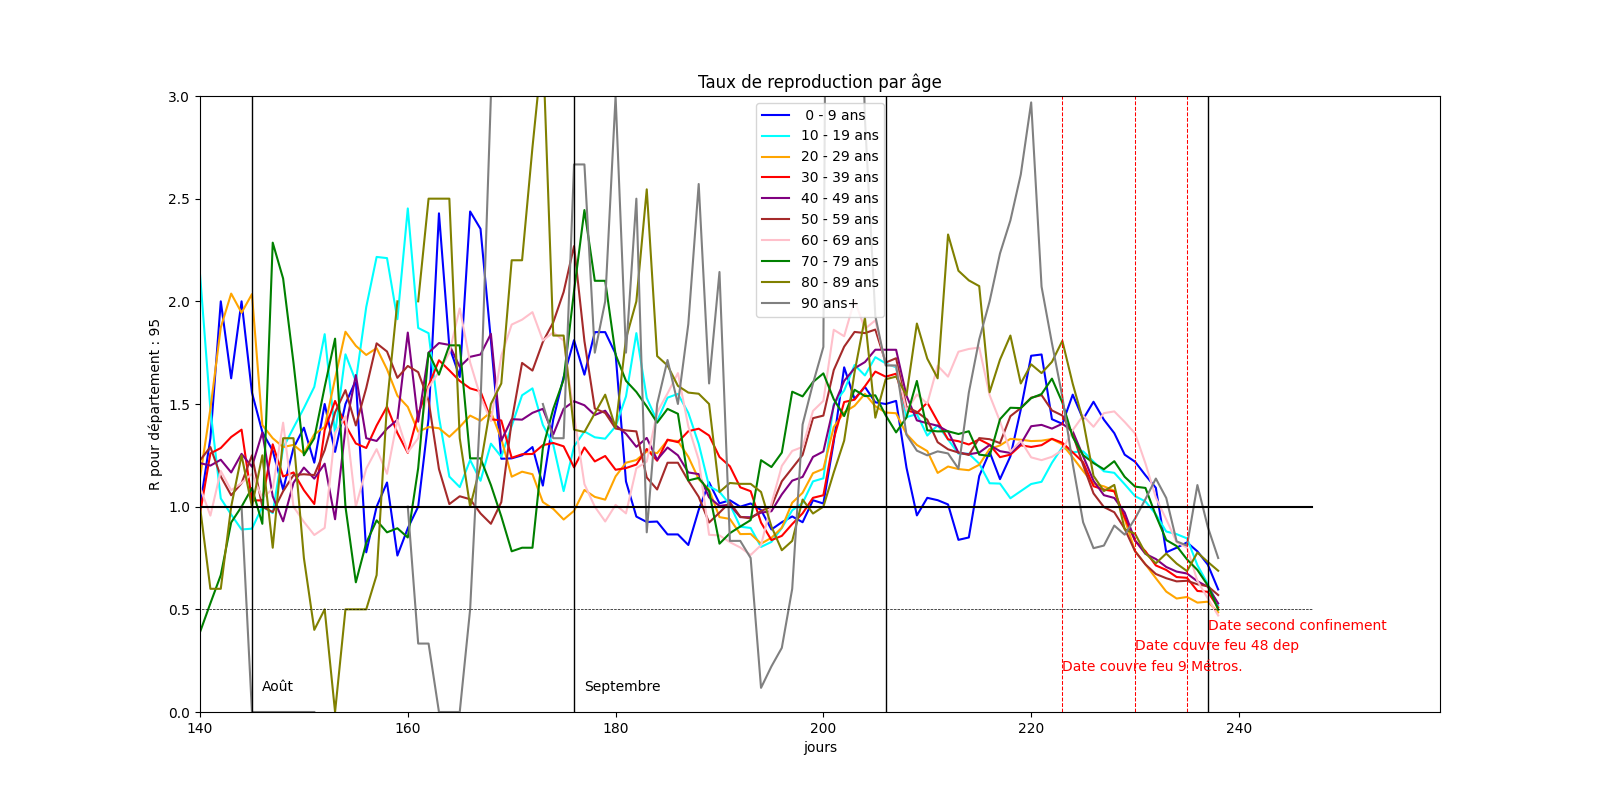 Taux de reproduction par âge
R pour département : 95
3.0
2.5
2.0
1.5
1.0
0.5
0.0
0 - 9 ans
10 - 19 ans
20 - 29 ans
30 - 39 ans
40 - 49 ans
50 - 59 ans
60 - 69 ans
70 - 79 ans
80 - 89 ans
90 ans+
Date second confinement
Date couvre feu 48 dep
Date couvre feu 9 Métros.
Août
Septembre
140
160
180
200
220
240
jours